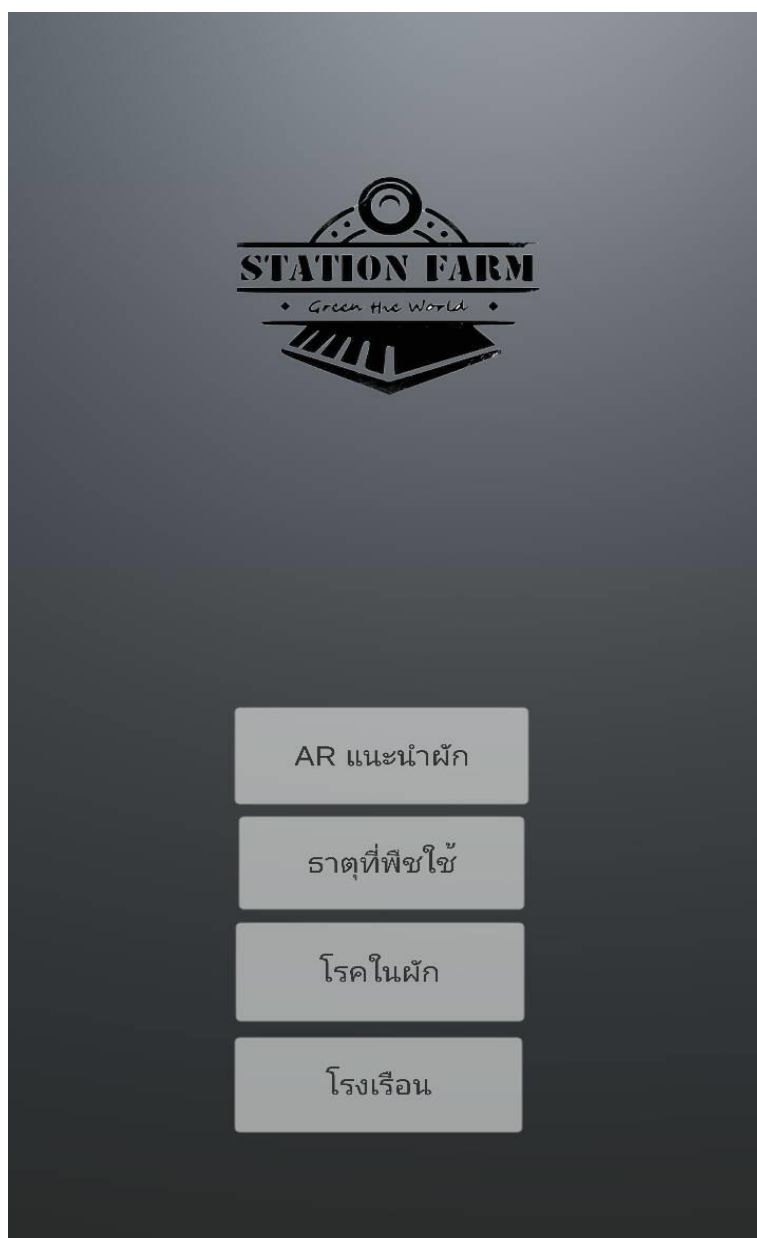 STATION FARM
Green the World
AR แนะนำผัก
ธาตุที่พืชใช้
โรคในผัก
โรงเรือน